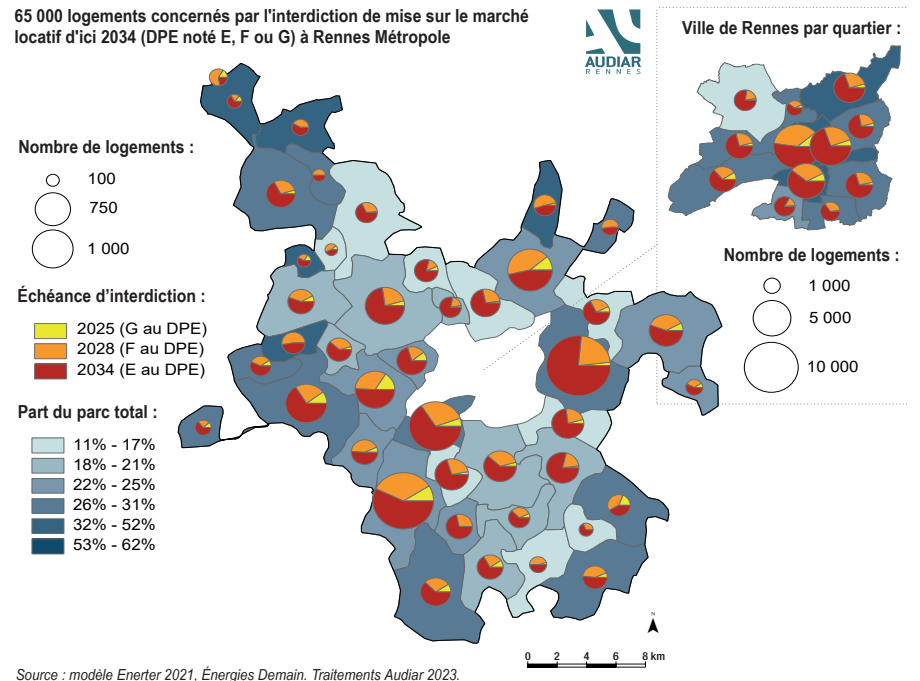 65 000 logements concernés par l'interdiction de mise sur le marché
locatif d'ici 2034 (DPE noté E, F ou G) à Rennes Métropole
AUDIAR
RENNES
Ville de Rennes par quartier :
Nombre de logements :
100
750
1 000
Échéance d'interdiction :
2025 (G au DPE)
2028 (F au DPE)
2034 (E au DPE)
Part du parc total :
11% - 17%
18% - 21%
22% - 25%
26% - 31%
32% - 52%
53% - 62%
Nombre de logements :
1 000
5 000
10 000
N
0 2 4 6 8 km
Source : modèle Enerter 2021, Énergies Demain. Traitements Audiar 2023.